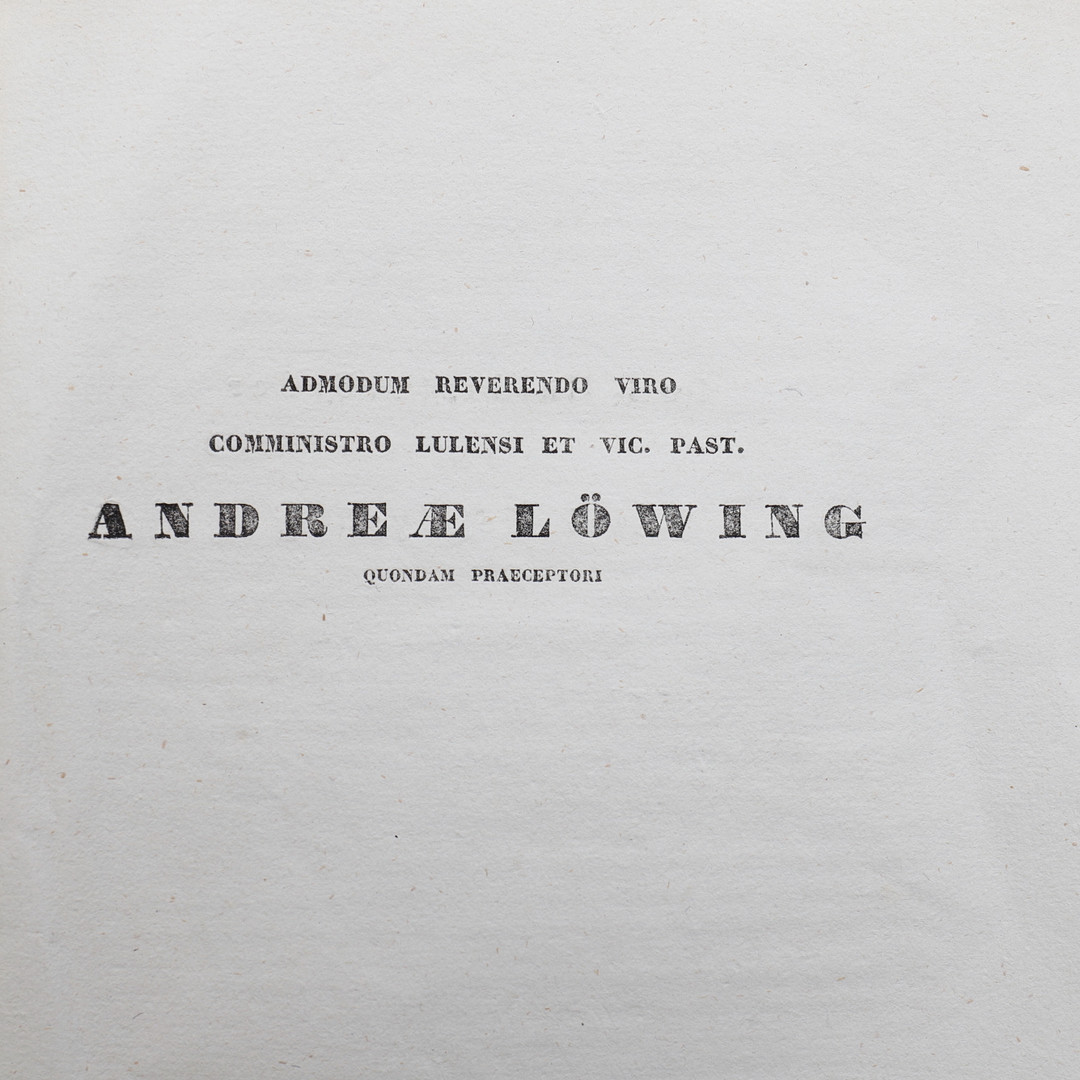 ADMODUM REVERENDO VIRO
COMMINISTRO LULENSI ET VIC. PAST.
ANDREÆ LÖWING
QUONDAM PRAECEPTORI